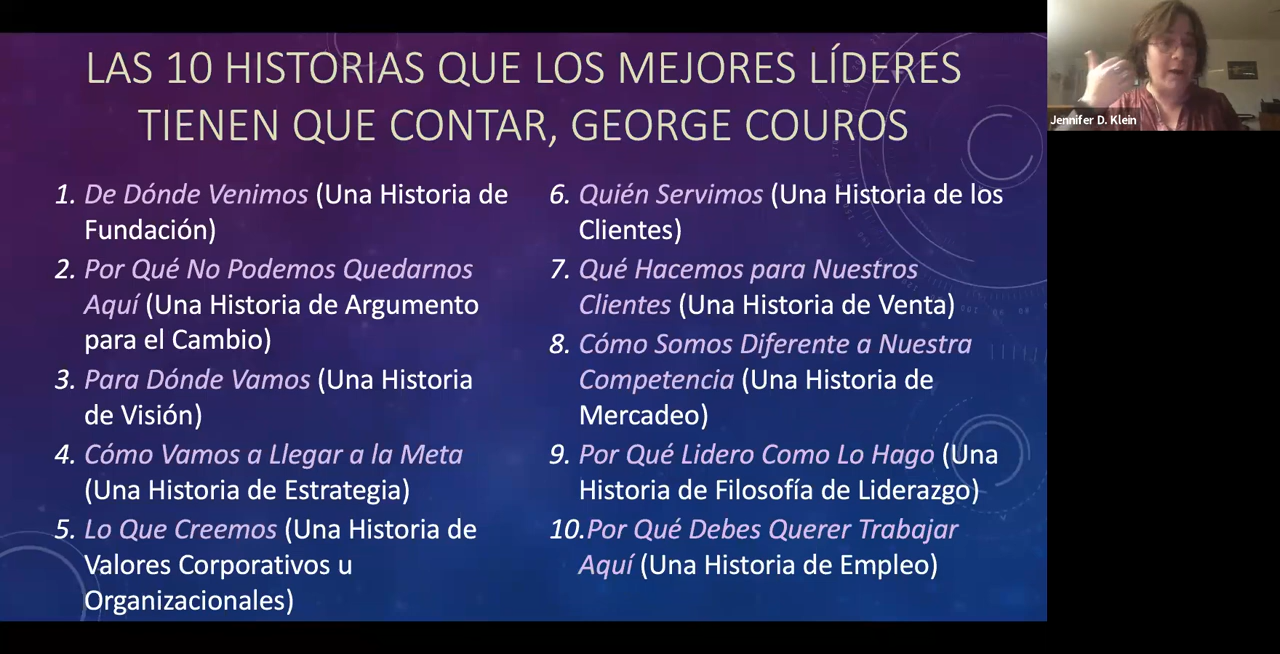 LAS 10 HISTORIAS QUE LOS MEJORES LÍDERES
TIENEN QUE CONTAR, GEORGE COUROS
1. De Dónde Venimos (Una Historia de
Fundación)
2. Por Qué No Podemos Quedarnos
Aquí (Una Historia de Argumento
para el Cambio)
3. Para Dónde Vamos (Una Historia
de Visión)
4. Cómo Vamos a Llegar a la Meta
(Una Historia de Estrategia)
5. Lo Que Creemos (Una Historia de
Valores Corporativos u
Organizacionales)
6. Quién Servimos (Una Historia de los
Clientes)
7. Qué Hacemos para Nuestros
Clientes (Una Historia de Venta)
8. Cómo Somos Diferente a Nuestra
Competencia (Una Historia de
Mercadeo)
9. Por Qué Lidero Como Lo Hago (Una
Historia de Filosofía de Liderazgo)
10.Por Qué Debes Querer Trabajar
Aquí (Una Historia de Empleo)
Jennifer D. Klein